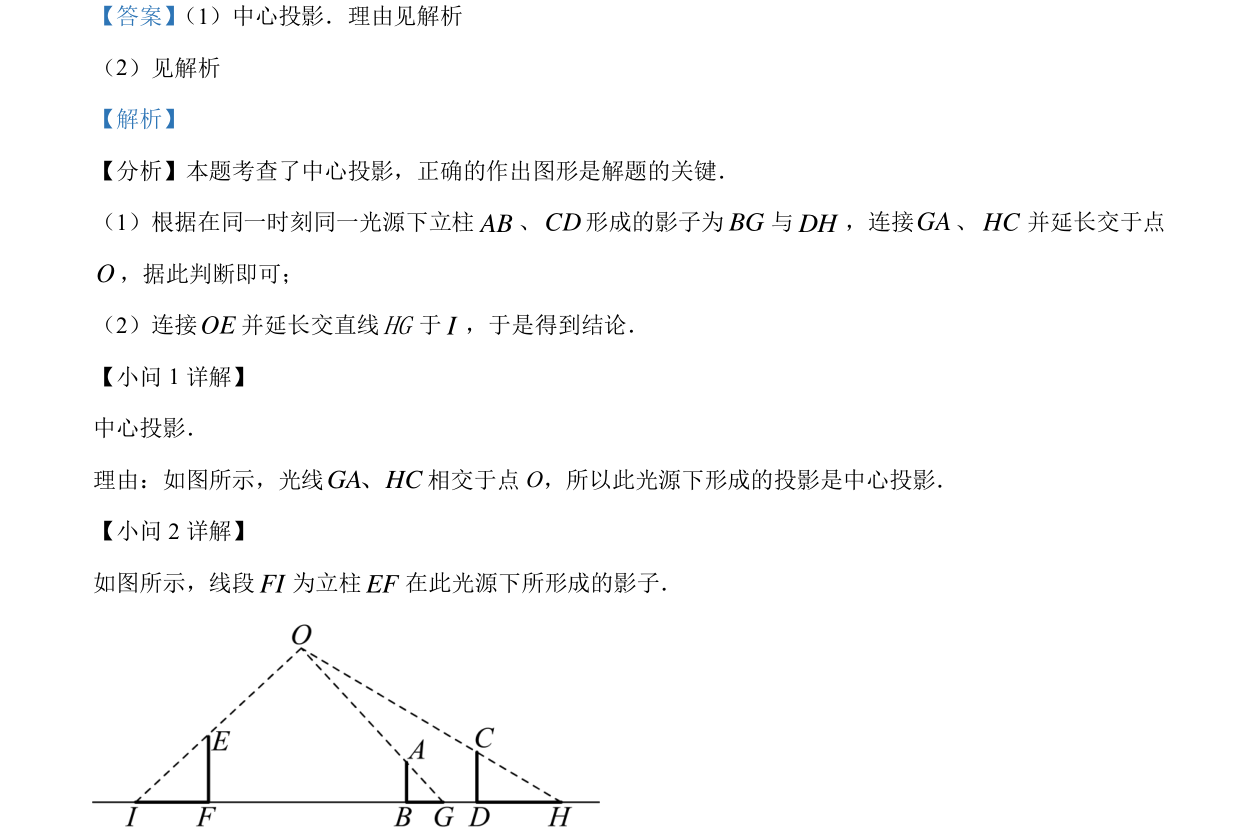 【答案】（1）中心投影．理由见解析
（2）见解析
【解析】
【分析】本题考查了中心投影，正确的作出图形是解题的关键．
（1）根据在同一时刻同一光源下立柱 AB 、CD 形成的影子为 BG 与 DH ，连接 GA 、HC 并延长交于点
O ，据此判断即可；
（2）连接 OE 并延长交直线 HG 于 I ，于是得到结论．
【小问 1 详解】
中心投影．
理由：如图所示，光线 GA、HC 相交于点 O，所以此光源下形成的投影是中心投影．
【小问 2 详解】
如图所示，线段 FI 为立柱 EF 在此光源下所形成的影子．
O
E
A
C
I F B G D H